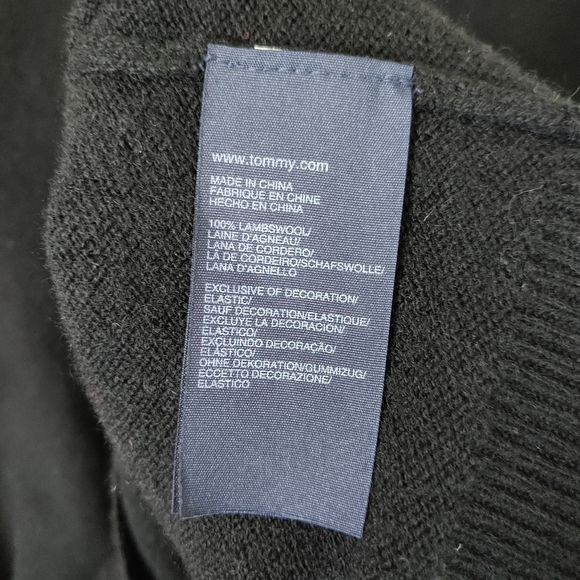 www.tommy.com
MADE IN CHINA
FABRIQUE EN CHINE
HECHO EN CHINA
100% LAMBSWOOL/
LAINE D'AGNEAU/
LANA DE CORDERO/
LÃ DE CORDEIRO/SCHAFSWOLLE/
LANA D'AGNELLO
EXCLUSIVE OF DECORATION/
ELASTIC/
SAUF DECORATION/ELASTIQUE/
EXCLUYE LA DECORACION/
ELASTICO/
EXCLUINDO DECORAÇÃO/
ELÁSTICO/
OHNE DEKORATION/GUMMIZUG/
ECCETTO DECORAZIONE/
ELASTICO